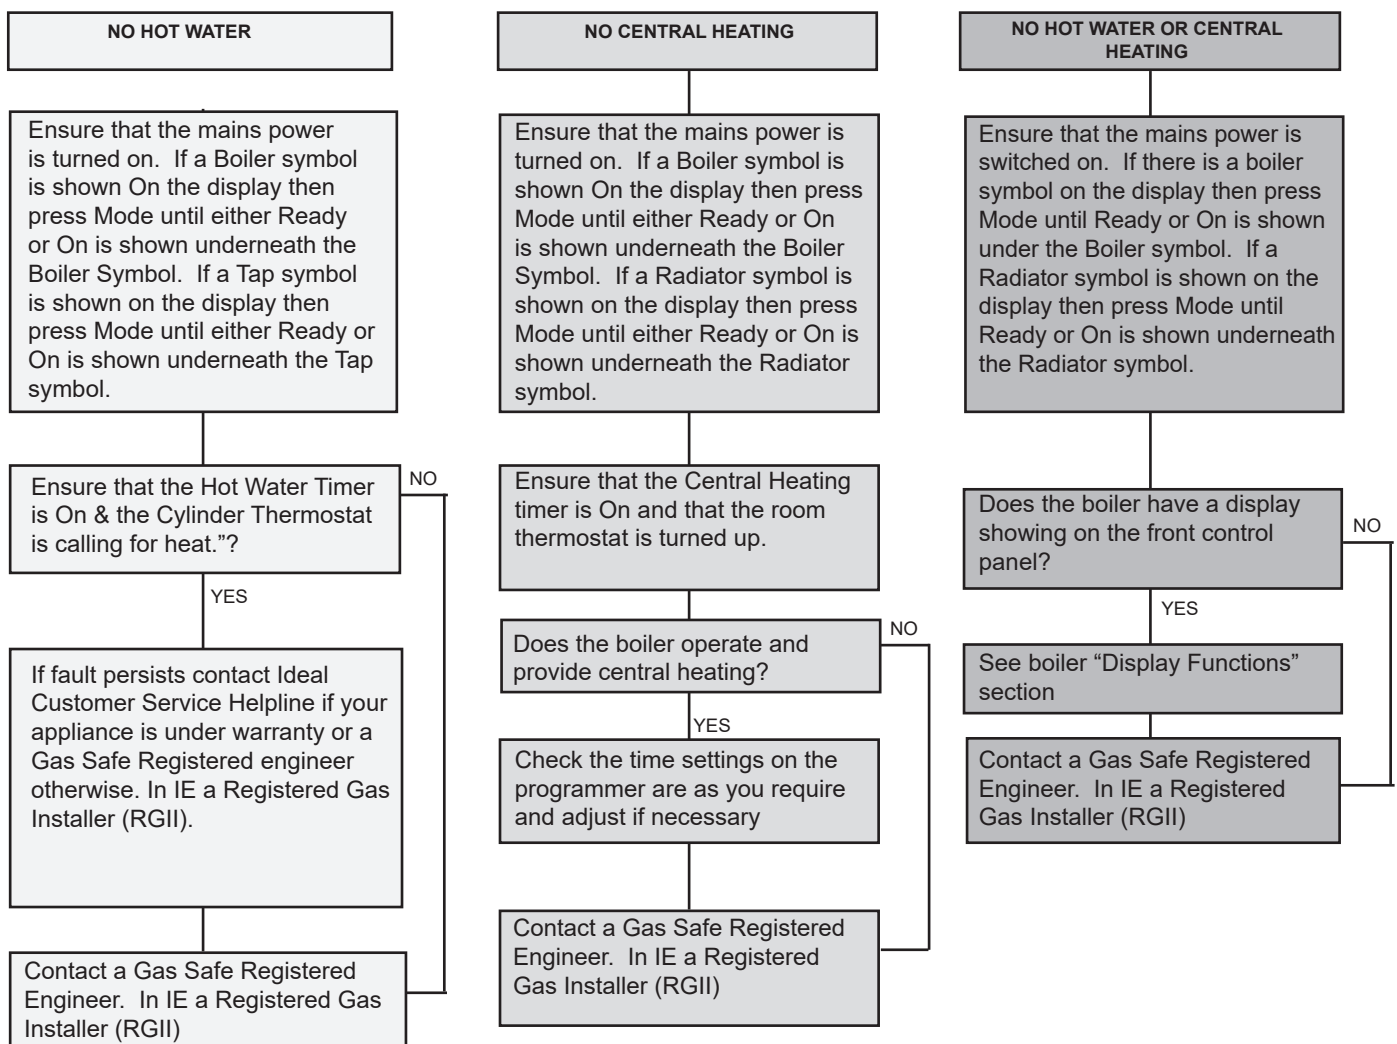 NO HOT WATER
Ensure that the mains power
is turned on. If a Boiler symbol
is shown On the display then
press Mode until either Ready
or On is shown underneath the
Boiler Symbol. If a Tap symbol
is shown on the display then
press Mode until either Ready or
On is shown underneath the Tap
symbol.
Ensure that the Hot Water Timer
is On & the Cylinder Thermostat
is calling for heat.”?
NO
YES
If fault persists contact Ideal
Customer Service Helpline if your
appliance is under warranty or a
Gas Safe Registered engineer
otherwise. In IE a Registered Gas
Installer (RGII).
Contact a Gas Safe Registered
Engineer. In IE a Registered Gas
Installer (RGII)
NO CENTRAL HEATING
Ensure that the mains power is
turned on. If a Boiler symbol is
shown On the display then press
Mode until either Ready or On
is shown underneath the Boiler
Symbol. If a Radiator symbol is
shown on the display then press
Mode until either Ready or On is
shown underneath the Radiator
symbol.
Ensure that the Central Heating
timer is On and that the room
thermostat is turned up.
Does the boiler operate and
provide central heating?
NO
YES
Check the time settings on the
programmer are as you require
and adjust if necessary
Contact a Gas Safe Registered
Engineer. In IE a Registered
Gas Installer (RGII)
NO HOT WATER OR CENTRAL
HEATING
Ensure that the mains power is
switched on. If there is a boiler
symbol on the display then press
Mode until Ready or On is shown
under the Boiler symbol. If a
Radiator symbol is shown on the
display then press Mode until
Ready or On is shown underneath
the Radiator symbol.
Does the boiler have a display
showing on the front control
panel?
NO
YES
See boiler “Display Functions”
section
Contact a Gas Safe Registered
Engineer. In IE a Registered
Gas Installer (RGII)